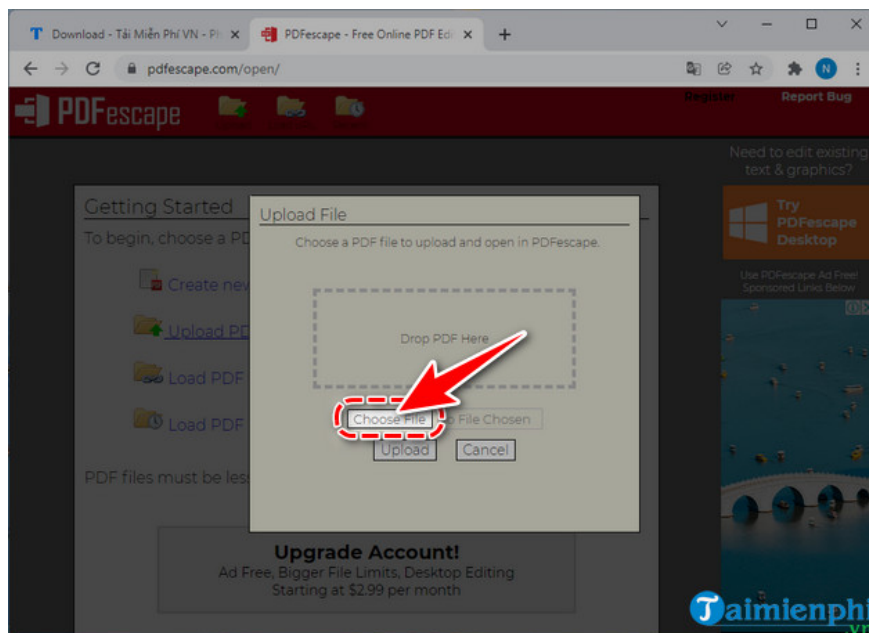 Download - Tải Miễn Phí VN - Ph
PDFescape - Free Online PDF Edi
pdfescape.com/open/
N
PDFescape
Register
Report Bug
Need to edit existing
text & graphics?
Try
PDFescape
Desktop
Use PDFescape Ad Free!
Sponsored Links Below
Getting Started
To begin, choose a PD
Create new
Upload PD
Load PDF
Load PDF
PDF files must be les
Upload File
Choose a PDF file to upload and open in PDFescape.
Drop PDF Here
Choose File
o File Chosen
Upload
Cancel
Upgrade Account!
Ad Free, Bigger File Limits, Desktop Editing
Starting at $2.99 per month
Taimienphi
.vn